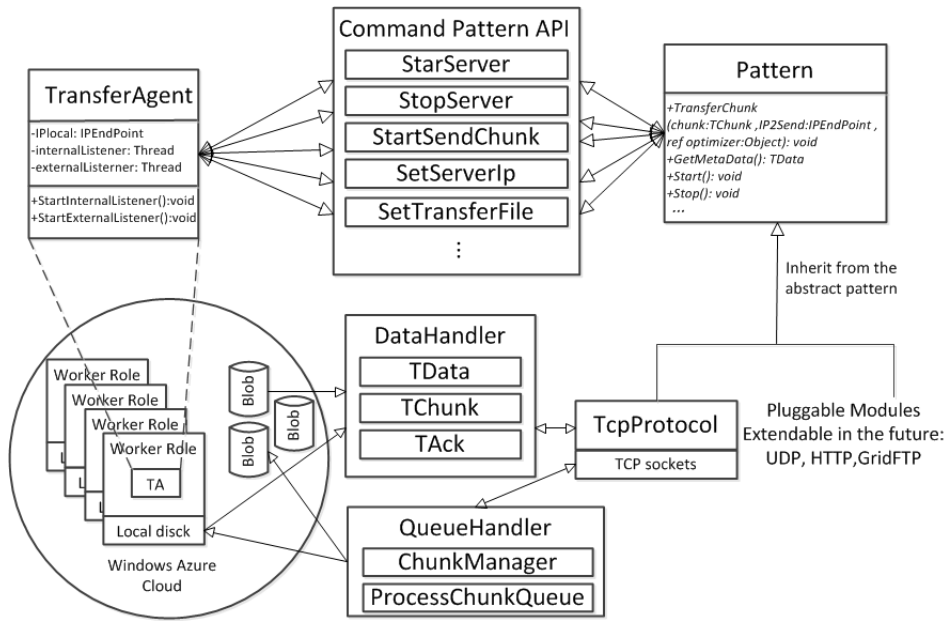 Command Pattern API
StarServer
StopServer
StartSendChunk
SetServerIp
SetTransferFile
⋮
TransferAgent
-IPlocal: IPEndPoint
-internalListener: Thread
-externalListerner: Thread
+StartInternalListener():void
+StartExternalListener():void
Pattern
+TransferChunk
(chunk:TChunk ,IP2Send:IPEndPoint ,
ref optimizer:Object): void
+GetMetaData(): TData
+Start(): void
+Stop(): void
...
Inherit from the
abstract pattern
Worker Role
L
Worker Role
L
Worker Role
L
Worker Role
TA
Local disck
Windows Azure
Cloud
Blob
Blob
Blob
DataHandler
TData
TChunk
TAck
TcpProtocol
TCP sockets
Pluggable Modules
Extendable in the future:
UDP, HTTP,GridFTP
QueueHandler
ChunkManager
ProcessChunkQueue